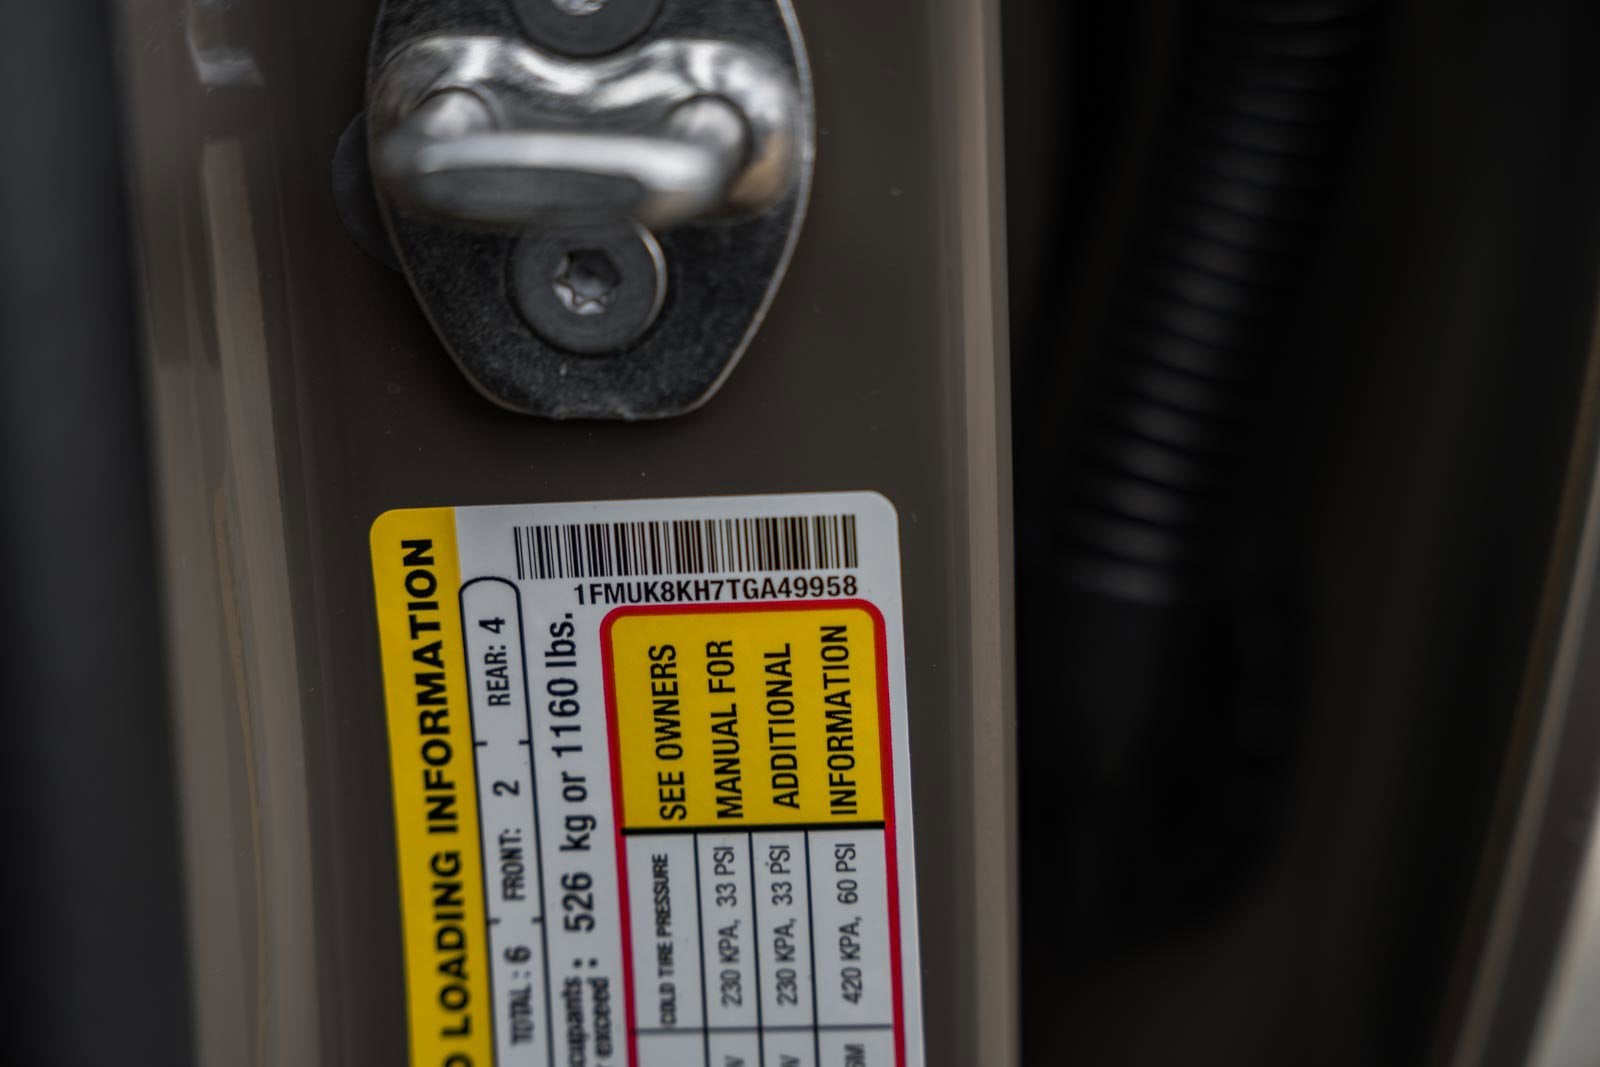 1FMUK8KH7TGA49958
LOADING INFORMATION
TOTAL : 6 FRONT: 2 REAR: 4
exceed : 526 kg or 1160 lbs.
COLD TIRE PRESSURE
230 KPA, 33 PSI
230 KPA, 33 PSI
420 KPA, 60 PSI
SEE OWNERS
MANUAL FOR
ADDITIONAL
INFORMATION